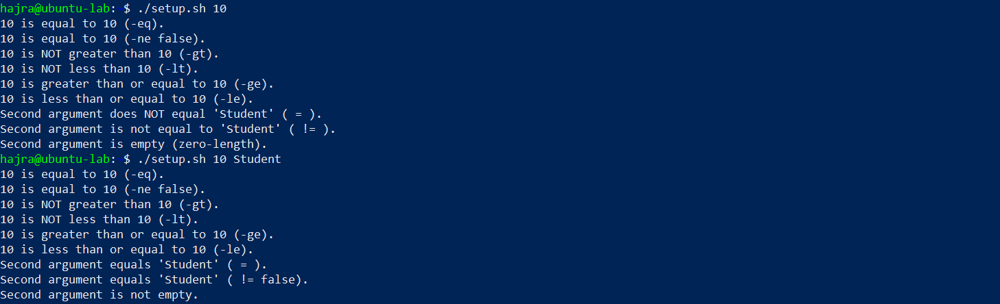 hajra@ubuntu-lab:~$ ./setup.sh 10
10 is equal to 10 (-eq).
10 is equal to 10 (-ne false).
10 is NOT greater than 10 (-gt).
10 is NOT less than 10 (-lt).
10 is greater than or equal to 10 (-ge).
10 is less than or equal to 10 (-le).
Second argument does NOT equal 'Student' ( = ).
Second argument is not equal to 'Student' ( != ).
Second argument is empty (zero-length).
hajra@ubuntu-lab:~$ ./setup.sh 10 Student
10 is equal to 10 (-eq).
10 is equal to 10 (-ne false).
10 is NOT greater than 10 (-gt).
10 is NOT less than 10 (-lt).
10 is greater than or equal to 10 (-ge).
10 is less than or equal to 10 (-le).
Second argument equals 'Student' ( = ).
Second argument equals 'Student' ( != false).
Second argument is not empty.